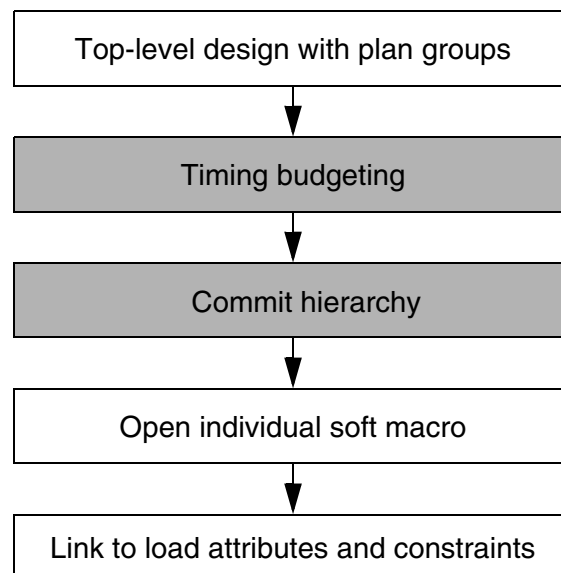 Top-level design with plan groups
Timing budgeting
Commit hierarchy
Open individual soft macro
Link to load attributes and constraints